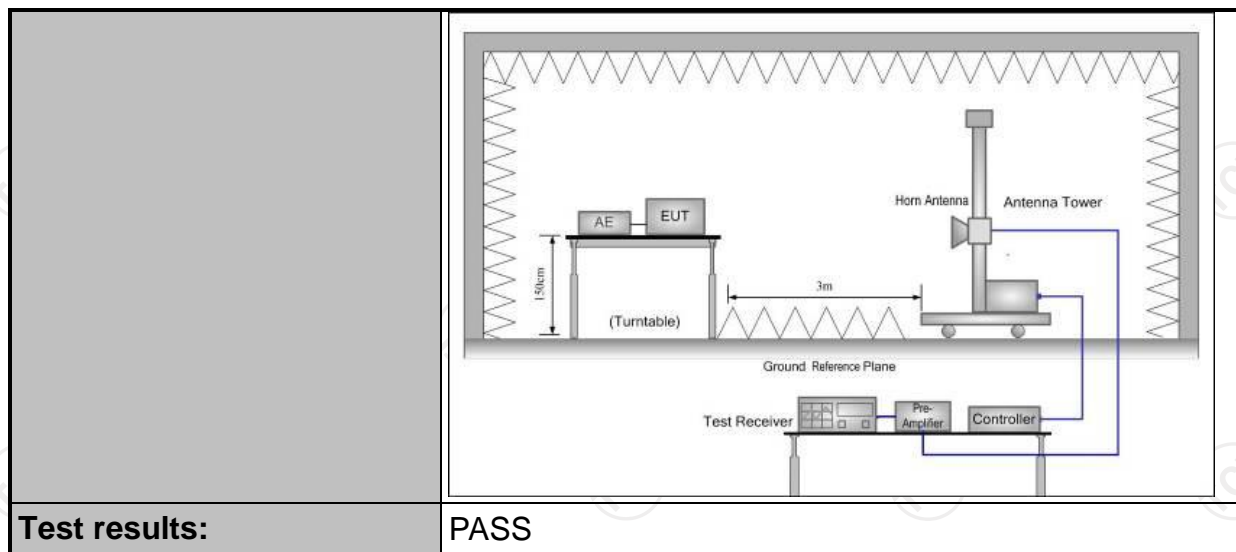 Horn Antenna
Antenna Tower
AE
EUT
150cm
3m
(Turntable)
Ground Reference Plane
Test Receiver
Pre-
Amplifier
Controller
Test results:
PASS